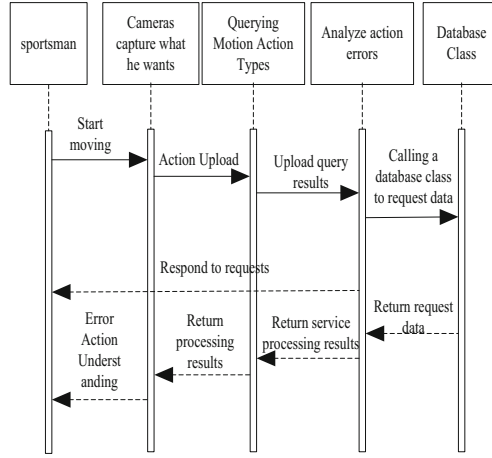 sportsman
Cameras
capture what
he wants
Querying
Motion Action
Types
Analyze action
errors
Database
Class
Start
moving
Action Upload
Upload query
results
Calling a
database class
to request data
Respond to requests
Return request
data
Return service
processing results
Return
processing
results
Error
Action
Underst
anding